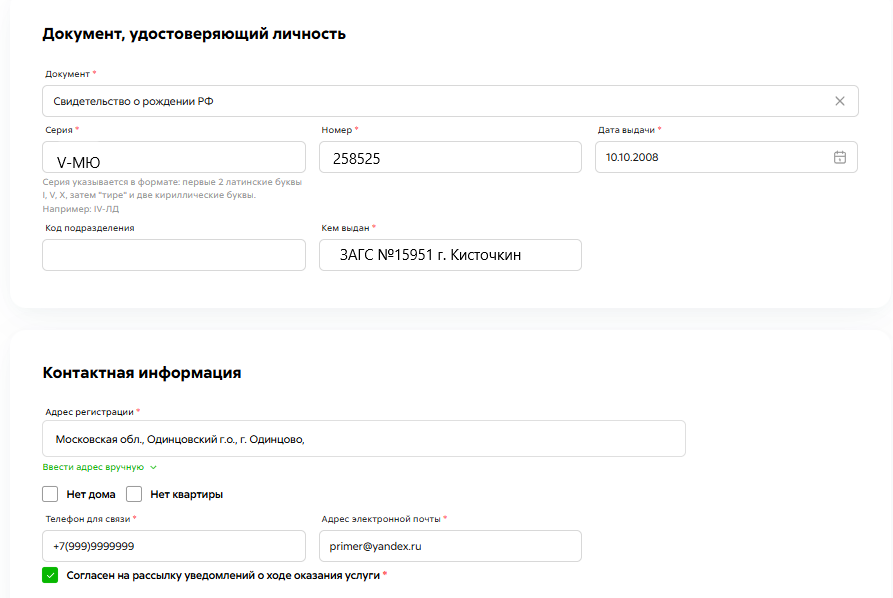 Документ, удостоверяющий личность
Документ *
Свидетельство о рождении РФ
Серия * Номер * Дата выдачи *
V-МЮ 258525 10.10.2008
Серия указывается в формате: первые 2 латинские буквы
I, V, X, затем "тире" и две кириллические буквы.
Например: IV-ЛД
Код подразделения Кем выдан *
ЗАГС №15951 г. Кисточкин
Контактная информация
Адрес регистрации *
Московская обл., Одинцовский г.о., г. Одинцово,
Ввести адрес вручную
Нет дома Нет квартиры
Телефон для связи * Адрес электронной почты *
+7(999)9999999 primer@yandex.ru
Согласен на рассылку уведомлений о ходе оказания услуги *